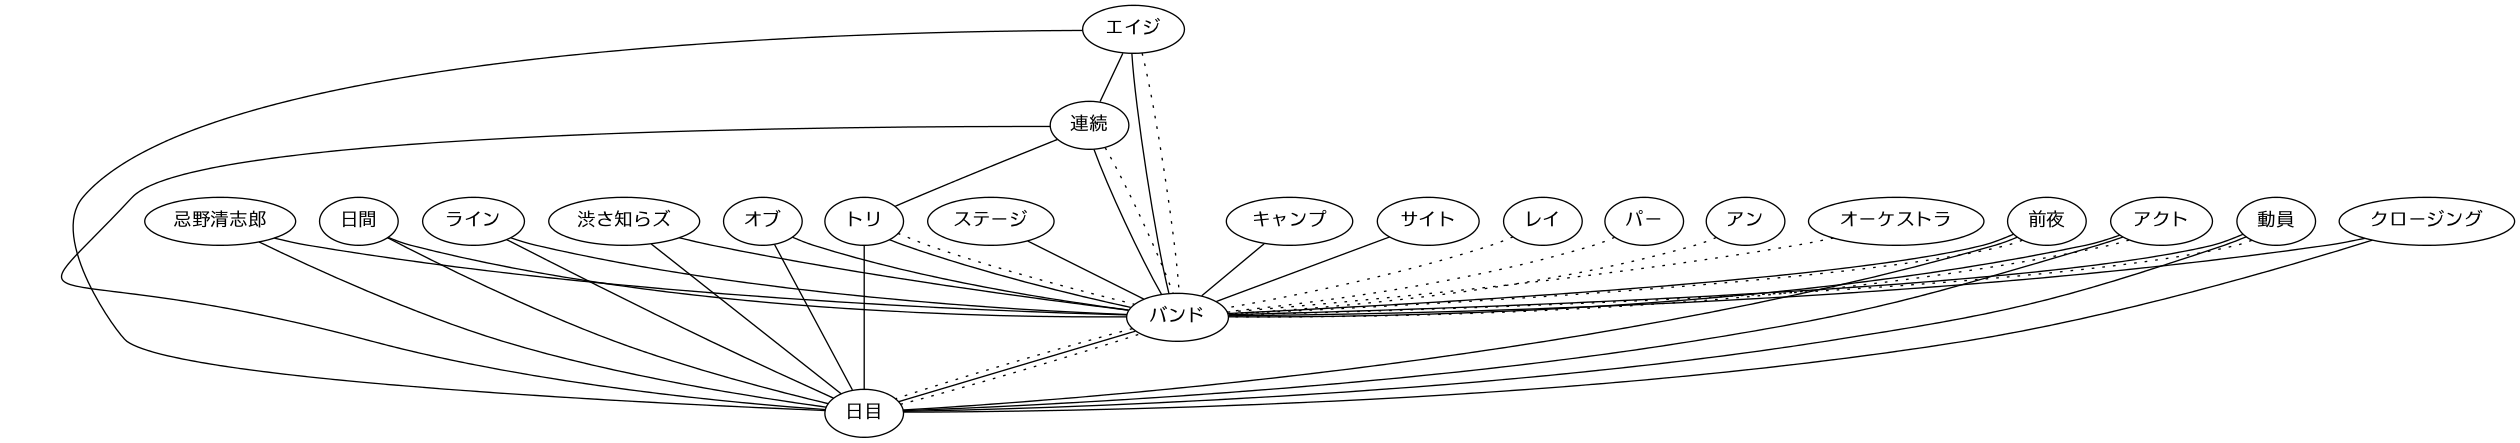 エイジ
連続
忌野清志郎
日間
ライン
渋さ知らズ
オブ
トリ
ステージ
キャンプ
サイト
レイ
パー
アン
オーケストラ
前夜
アクト
動員
クロージング
バンド
日目